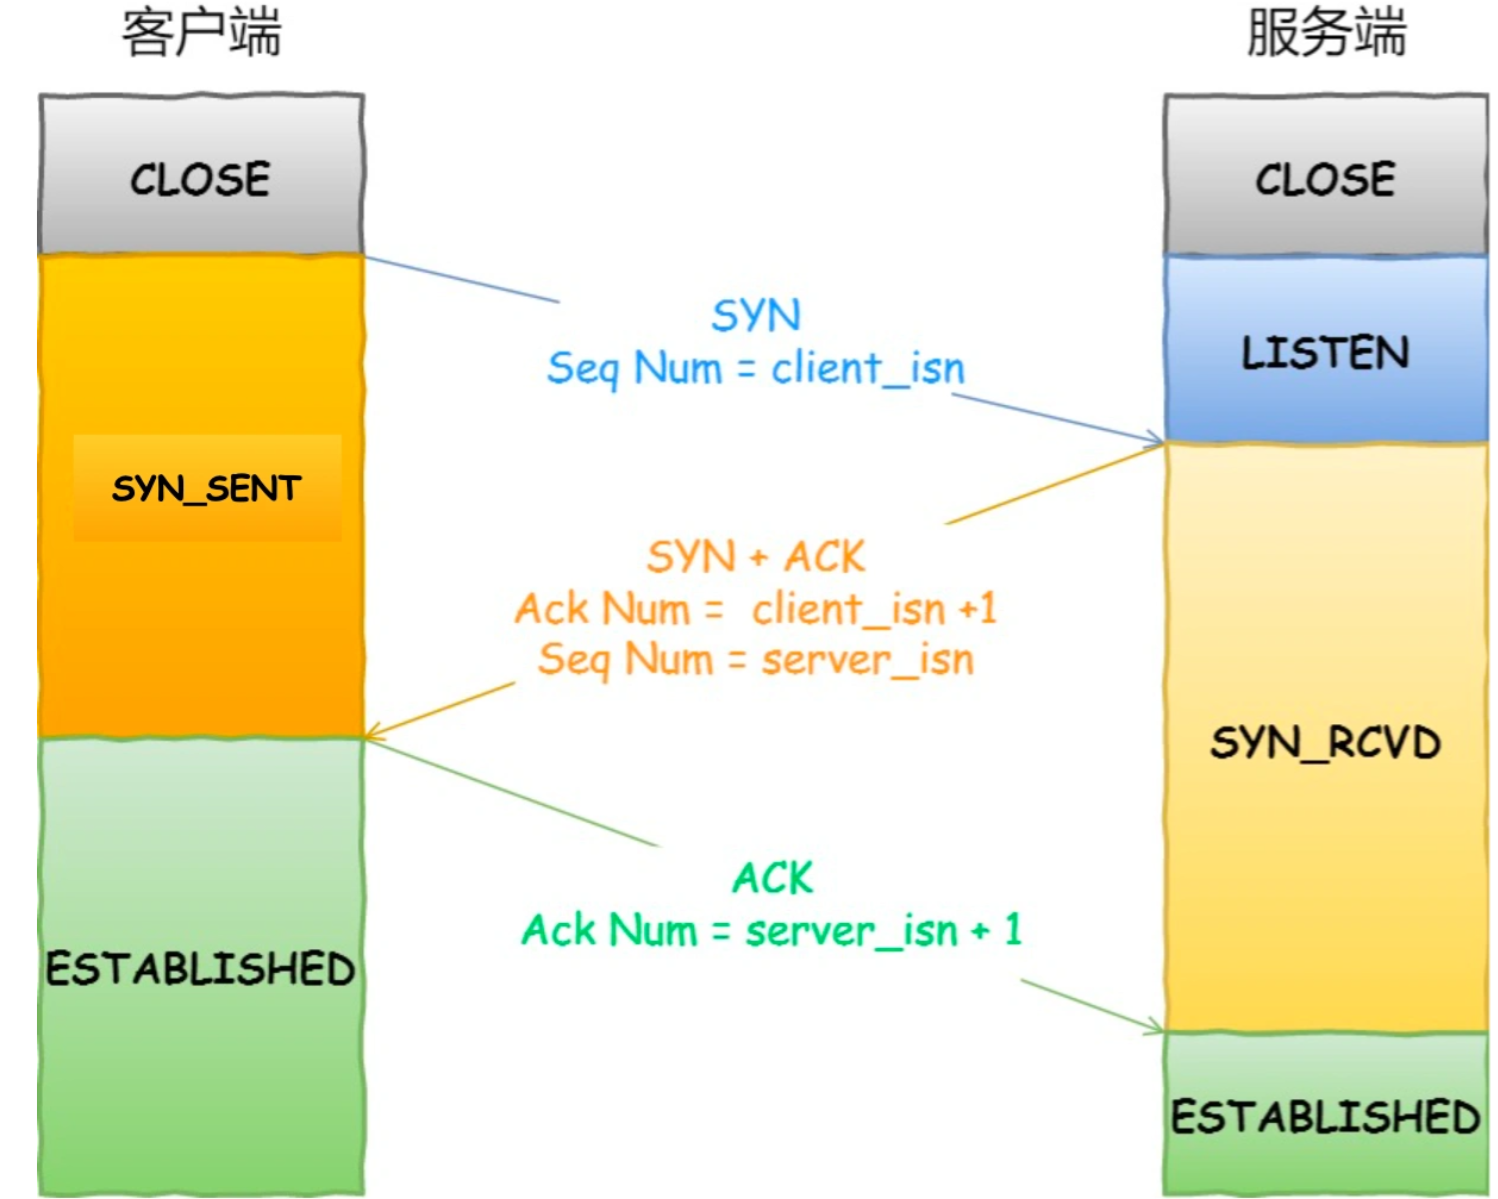 客户端
服务端
CLOSE
CLOSE
SYN
Seq Num = client_isn
LISTEN
SYN_SENT
SYN + ACK
Ack Num = client_isn +1
Seq Num = server_isn
SYN_RCVD
ACK
Ack Num = server_isn + 1
ESTABLISHED
ESTABLISHED